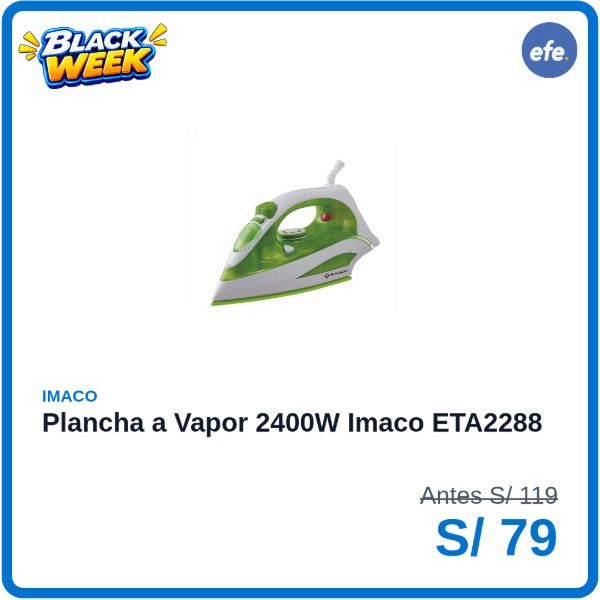 BLACK
WEEK
efe.
IMACO
Plancha a Vapor 2400W Imaco ETA2288
Antes S/ 119
S/ 79